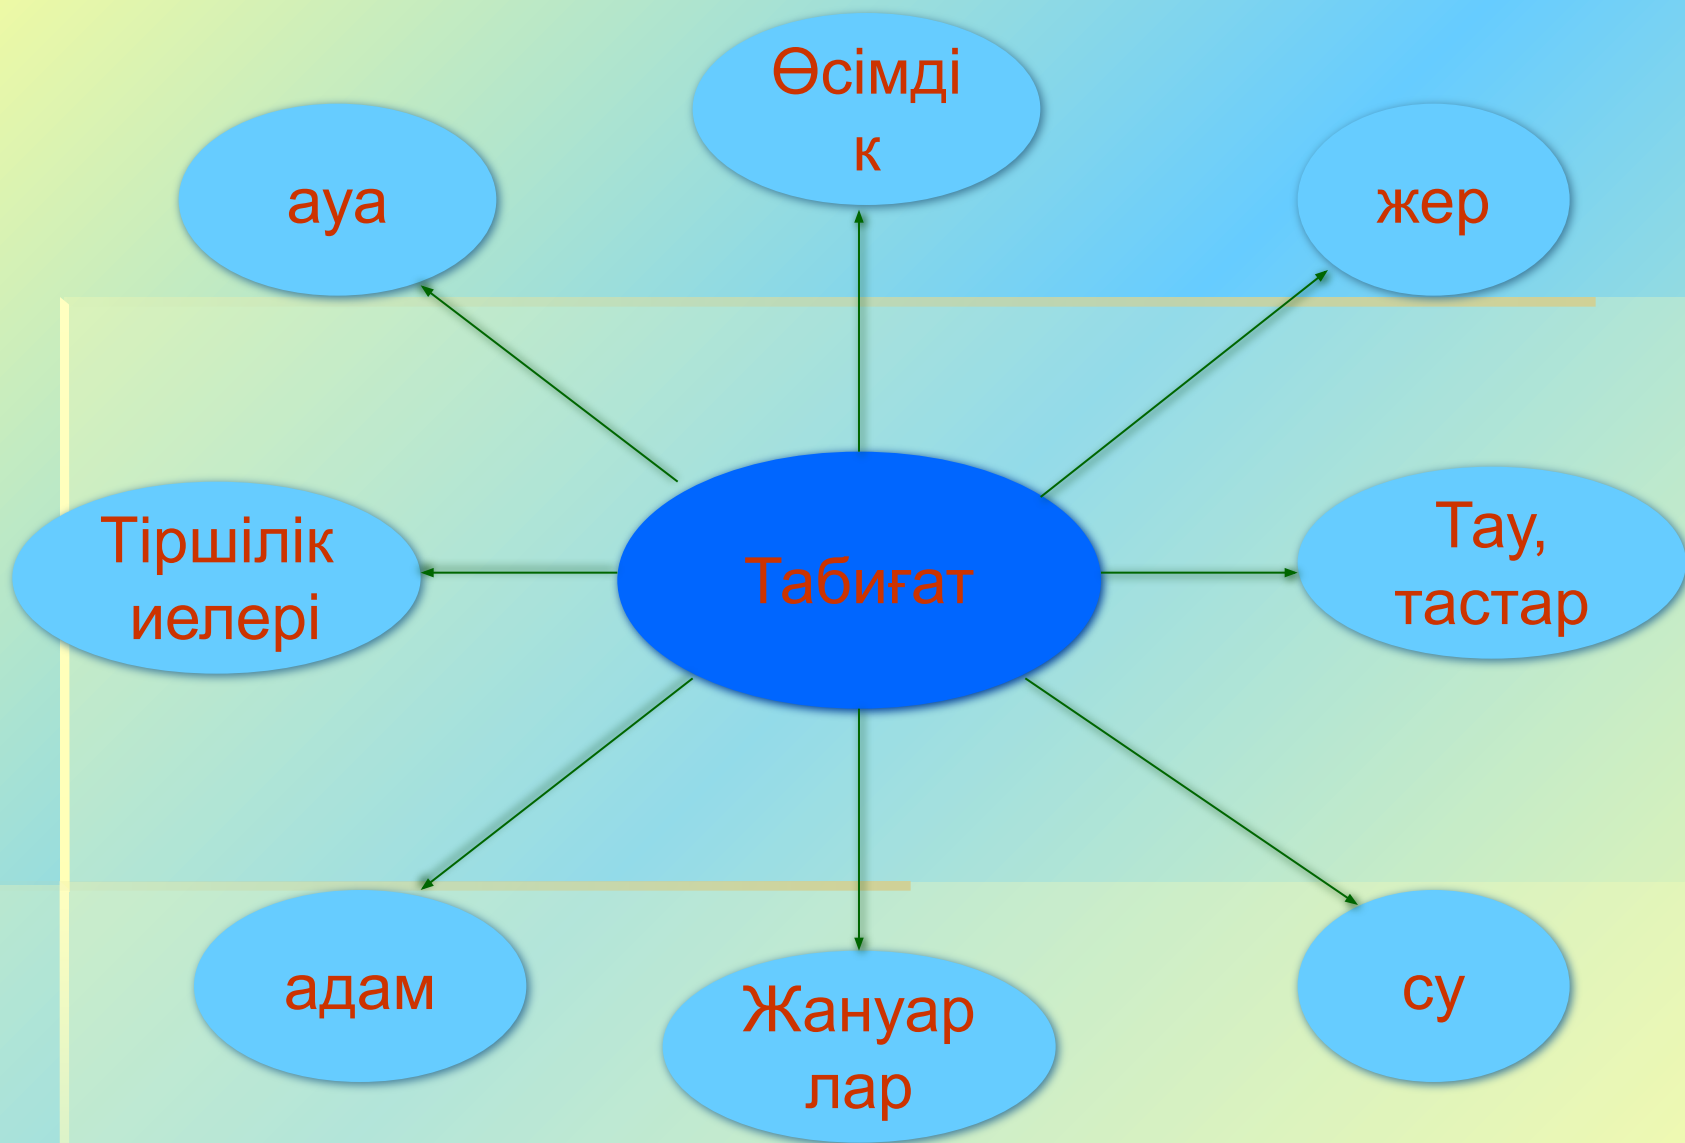 Өсімді
к
ауа
жер
Тіршілік
иелері
Табиғат
Тау,
тастар
адам
Жануар
лар
су